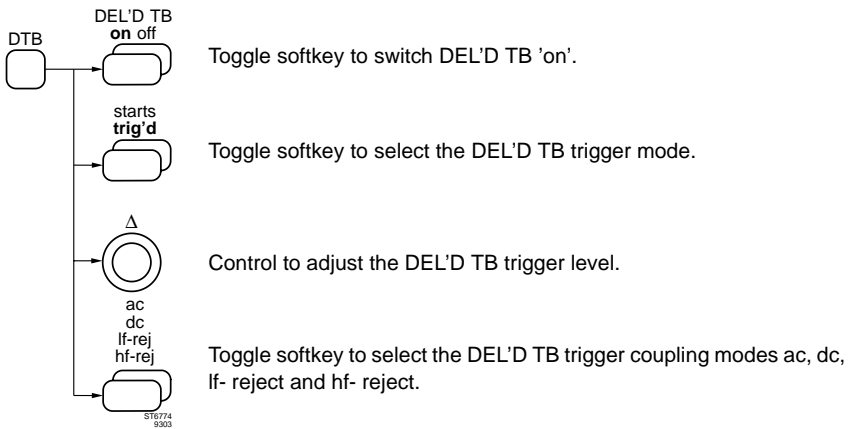 DEL'D TB
on off
DTB
Toggle softkey to switch DEL'D TB 'on'.
starts
trig'd
Toggle softkey to select the DEL'D TB trigger mode.
Δ
Control to adjust the DEL'D TB trigger level.
ac
dc
lf-rej
hf-rej
Toggle softkey to select the DEL'D TB trigger coupling modes ac, dc,
lf- reject and hf- reject.
ST6774
9303